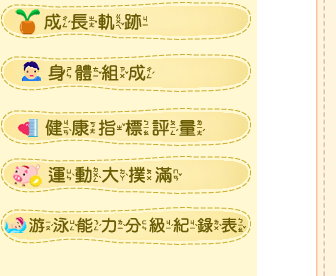 成長軌跡
身體組成
健康指標評量
運動大撲滿
游泳能力分級紀錄表